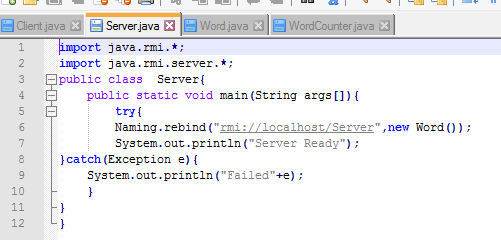 Client.java Server.java Word.java WordCounter.java
1 import java.rmi.*;
2 import java.rmi.server.*;
3 public class  Server{
4 public static void main(String args[]){
5 try{
6 Naming.rebind("rmi://localhost/Server",new Word());
7 System.out.println("Server Ready");
8 }catch(Exception e){
9 System.out.println("Failed"+e);
10 }
11 }
12 }